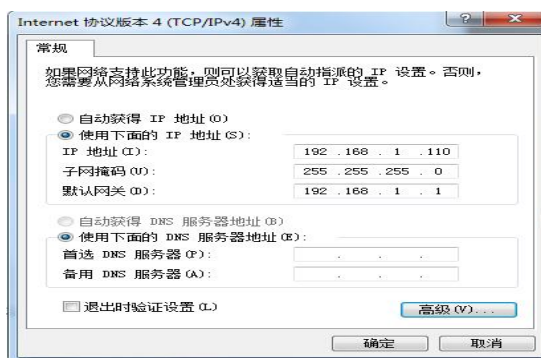 Internet 协议版本 4 (TCP/IPv4) 属性
常规
如果网络支持此功能，则可以获取自动指派的 IP 设置。否则，
您需要从网络系统管理员处获得适当的 IP 设置。
自动获得 IP 地址(O)
使用下面的 IP 地址(S):
IP 地址(I): 192 .168 . 1 .110
子网掩码(U): 255 .255 .255 . 0
默认网关(D): 192 .168 . 1 . 1
自动获得 DNS 服务器地址(B)
使用下面的 DNS 服务器地址(E):
首选 DNS 服务器(P): . . .
备用 DNS 服务器(A): . . .
退出时验证设置(L)
高级(V)...
确定 取消